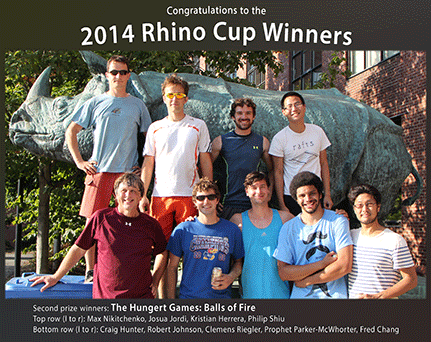 Congratulations to the
2014 Rhino Cup Winners
rafts
Second prize winners: The Hungert Games: Balls of Fire
Top row (l to r): Max Nikitchenko, Josua Jordi, Kristian Herrera, Philip Shiu
Bottom row (l to r): Craig Hunter, Robert Johnson, Clemens Riegler, Prophet Parker-McWhorter, Fred Chang